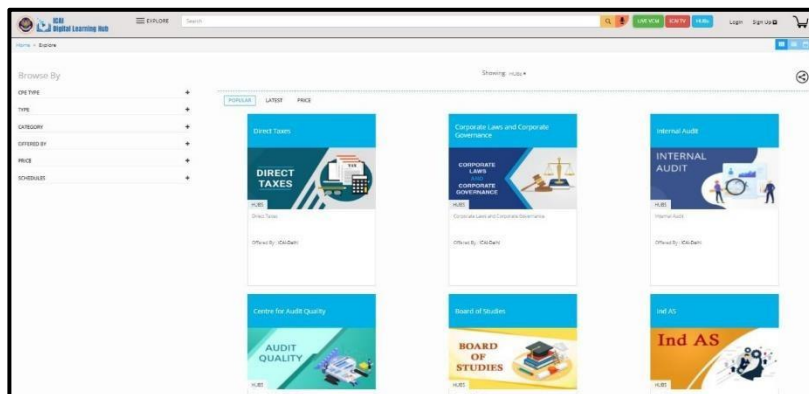 ICAI
Digital Learning Hub
EXPLORE
Search
LIVE VCM
ICAI TV
HUBs
Login
Sign Up
Home > Explore
Browse By
Showing HUBs
CPE TYPE +
TYPE +
CATEGORY +
OFFERED BY +
PRICE +
SCHEDULES +
POPULAR
LATEST
PRICE
Direct Taxes
DIRECT
TAXES
TAX
HUBS
Direct Taxes
Offered By : ICAI-Delhi
Corporate Laws and Corporate
Governance
CORPORATE
LAWS
AND
CORPORATE
GOVERNANCE
HUBS
Corporate Laws and Corporate Governance
Offered By : ICAI-Delhi
Internal Audit
INTERNAL
AUDIT
HUBS
Internal Audit
Offered By : ICAI-Delhi
Centre for Audit Quality
AUDIT
QUALITY
HUBS
Board of Studies
BOARD
OF
STUDIES
HUBS
Ind AS
Ind AS
HUBS